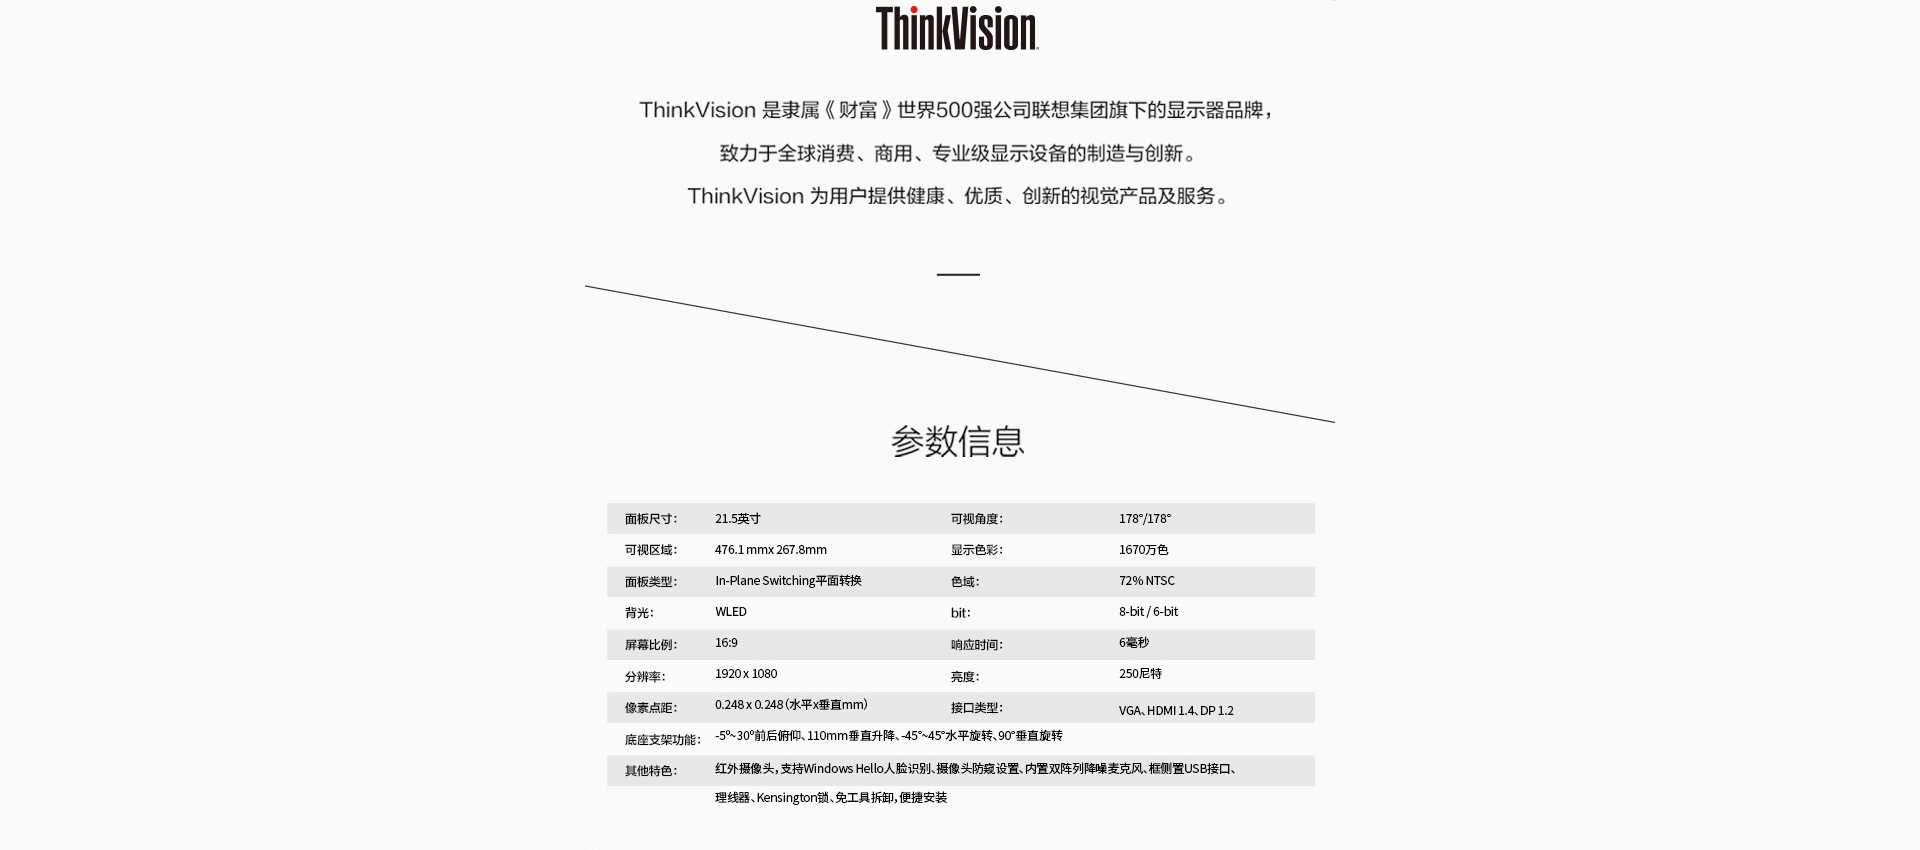 ThinkVision
ThinkVision 是隶属《财富》世界500强公司联想集团旗下的显示器品牌，
致力于全球消费、商用、专业级显示设备的制造与创新。
ThinkVision 为用户提供健康、优质、创新的视觉产品及服务。
参数信息
面板尺寸： 21.5英寸 可视角度： 178°/178°
可视区域： 476.1 mmx 267.8mm 显示色彩： 1670万色
面板类型： In-Plane Switching平面转换 色域： 72% NTSC
背光： WLED bit： 8-bit / 6-bit
屏幕比例： 16:9 响应时间： 6毫秒
分辨率： 1920 x 1080 亮度： 250尼特
像素点距： 0.248 x 0.248（水平x垂直mm） 接口类型： VGA、HDMI 1.4、DP 1.2
底座支架功能： -5º~30º前后俯仰、110mm垂直升降、-45°~45°水平旋转、90°垂直旋转
其他特色： 红外摄像头，支持Windows Hello人脸识别、摄像头防窥设置、内置双阵列降噪麦克风、框侧置USB接口、
理线器、Kensington锁、免工具拆卸，便捷安装